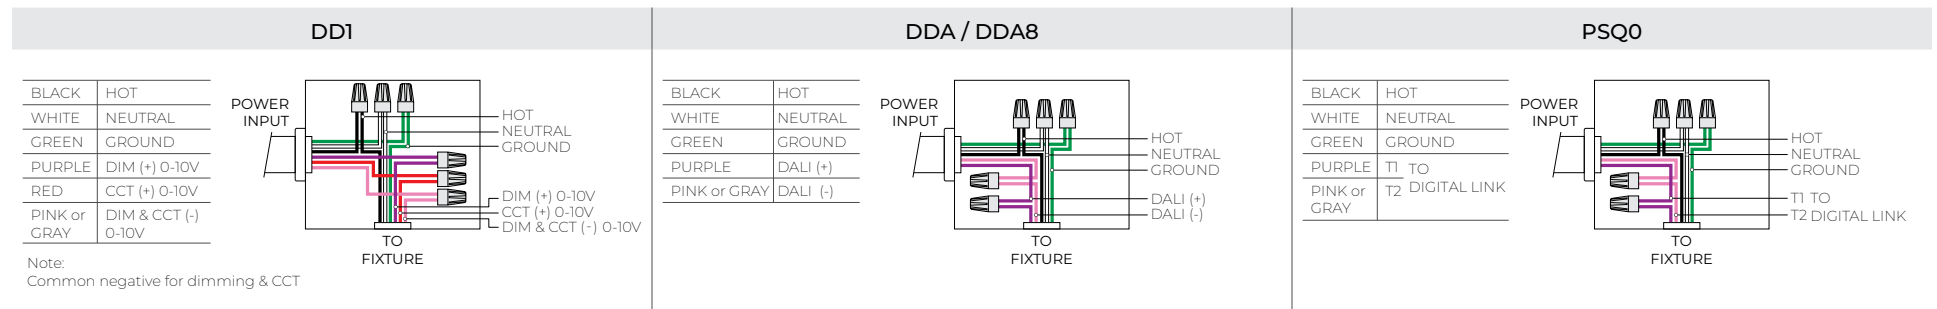 DD1
BLACK HOT
WHITE NEUTRAL
GREEN GROUND
PURPLE DIM (+) 0-10V
RED CCT (+) 0-10V
PINK or GRAY DIM & CCT (-) 0-10V
Note:
Common negative for dimming & CCT
POWER
INPUT
HOT
NEUTRAL
GROUND
DIM (+) 0-10V
CCT (+) 0-10V
DIM & CCT (-) 0-10V
TO
FIXTURE
DDA / DDA8
BLACK HOT
WHITE NEUTRAL
GREEN GROUND
PURPLE DALI (+)
PINK or GRAY DALI (-)
POWER
INPUT
HOT
NEUTRAL
GROUND
DALI (+)
DALI (-)
TO
FIXTURE
PSQ0
BLACK HOT
WHITE NEUTRAL
GREEN GROUND
PURPLE T1 TO
PINK or GRAY T2 DIGITAL LINK
POWER
INPUT
HOT
NEUTRAL
GROUND
T1 TO
T2 DIGITAL LINK
TO
FIXTURE